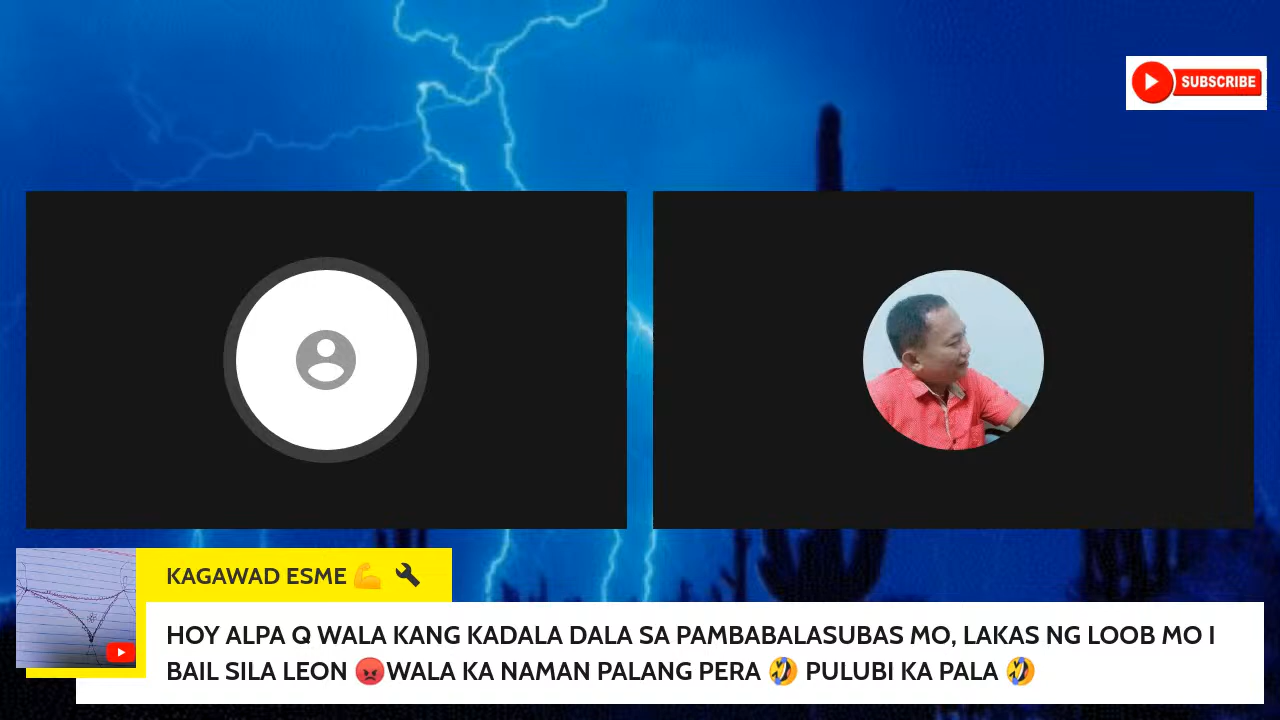 SUBSCRIBE
KAGAWAD ESME 💪 🔧
HOY ALPA Q WALA KANG KADALA DALA SA PAMBABALASUBAS MO, LAKAS NG LOOB MO I
BAIL SILA LEON 😡WALA KA NAMAN PALANG PERA 🤣 PULUBI KA PALA 🤣